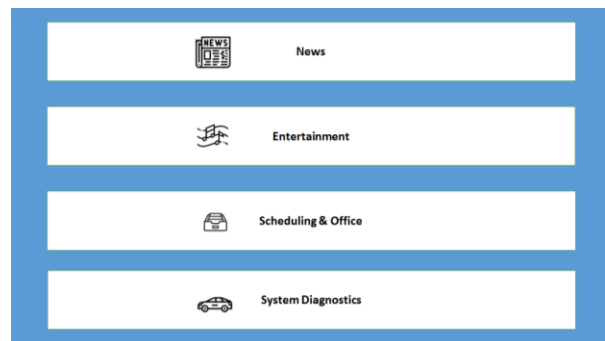 NEWS
News
Entertainment
Scheduling & Office
System Diagnostics